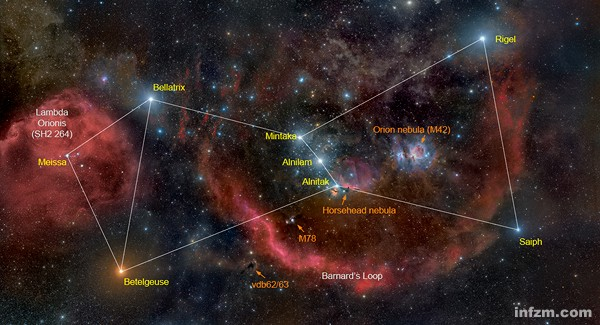 Rigel
Bellatrix
Lambda
Orionis
(SH2 264)
Mintaka
Orion nebula (M42)
Meissa
Alnilam
Alnitak
Horsehead nebula
M78
Saiph
Betelgeuse
Barnard's Loop
vdb62/63
infzm.com